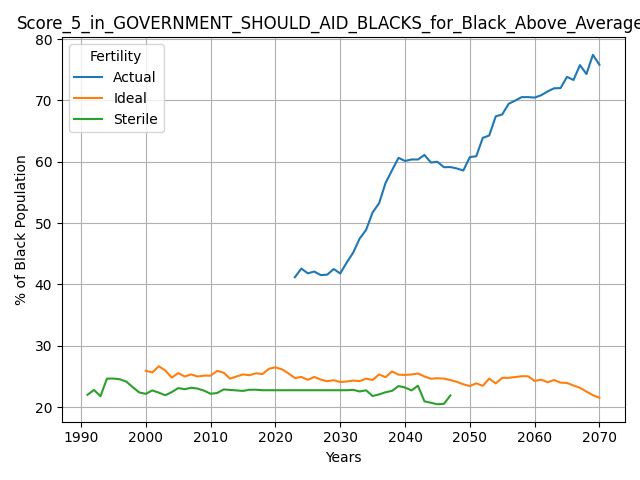 Score_5_in_GOVERNMENT_SHOULD_AID_BLACKS_for_Black_Above_Average
Fertility
Actual
Ideal
Sterile
% of Black Population
80
70
60
50
40
30
20
1990 2000 2010 2020 2030 2040 2050 2060 2070
Years